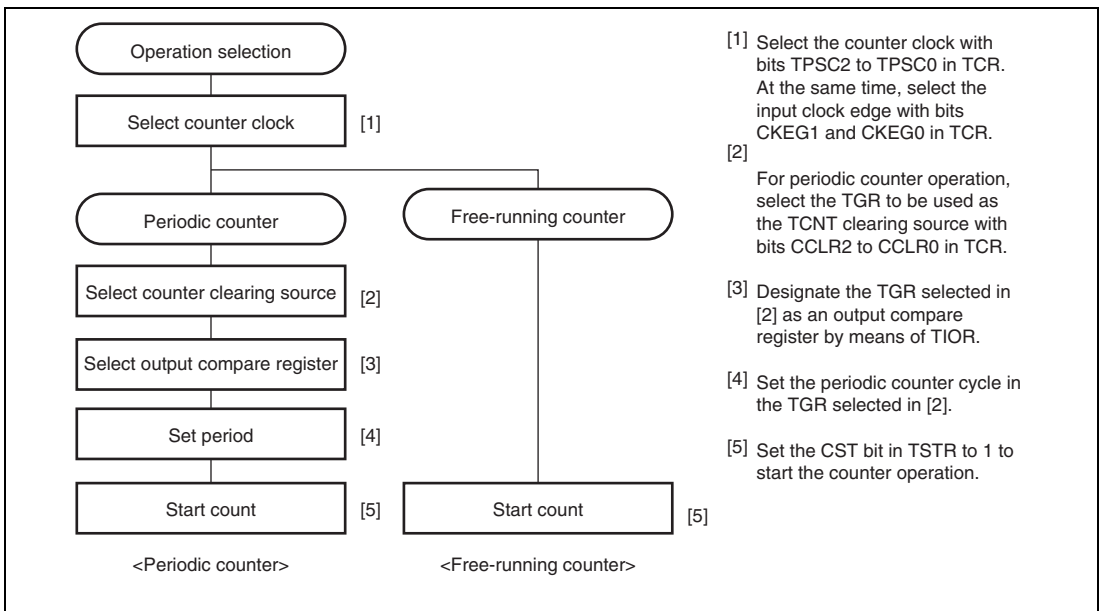 Operation selection
Select counter clock
[1]
Periodic counter
Free-running counter
Select counter clearing source
[2]
Select output compare register
[3]
Set period
[4]
Start count
[5]
Start count
[5]
<Periodic counter>
<Free-running counter>
[1] Select the counter clock with
bits TPSC2 to TPSC0 in TCR.
At the same time, select the
input clock edge with bits
CKEG1 and CKEG0 in TCR.
[2]
For periodic counter operation,
select the TGR to be used as
the TCNT clearing source with
bits CCLR2 to CCLR0 in TCR.
[3] Designate the TGR selected in
[2] as an output compare
register by means of TIOR.
[4] Set the periodic counter cycle in
the TGR selected in [2].
[5] Set the CST bit in TSTR to 1 to
start the counter operation.